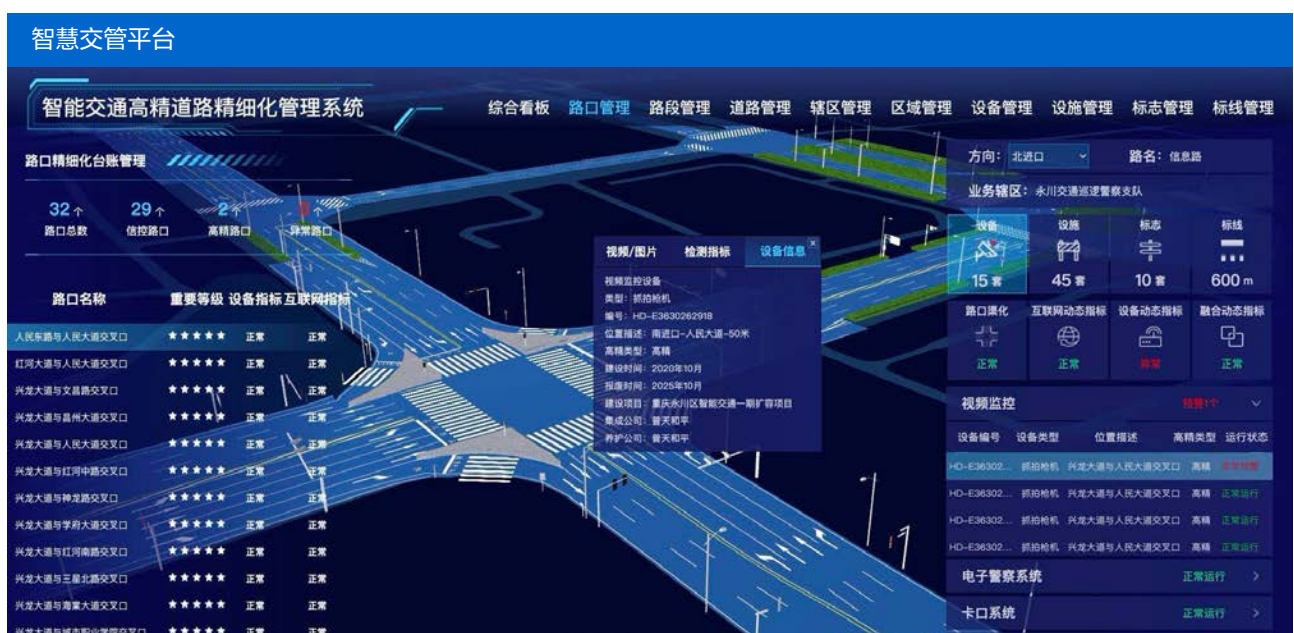 智慧交管平台
智能交通高精道路精细化管理系统
综合看板 路口管理 路段管理 道路管理 辖区管理 区域管理 设备管理 设施管理 标志管理 标线管理
路口精细化台账管理
32个 29个 2个 个
路口总数 信控路口 高精路口 异常路口
路口名称 重要等级 设备指标 互联网指标
人民东路与人民大道交叉口 ★★★★★ 正常 正常
红河大道与人民大道交叉口 ★★★★★ 正常 正常
兴龙大道与文昌路交叉口 ★★★★★ 正常 正常
兴龙大道与昌州大道交叉口 ★★★★★ 正常 正常
兴龙大道与人民大道交叉口 ★★★★★ 正常 正常
兴龙大道与红河中路交叉口 ★★★★★ 正常 正常
兴龙大道与神龙路交叉口 ★★★★★ 正常 正常
兴龙大道与学府大道交叉口 ★★★★★ 正常 正常
兴龙大道与红河南路交叉口 ★★★★★ 正常 正常
兴龙大道与三星北路交叉口 ★★★★★ 正常 正常
兴龙大道与海棠大道交叉口 ★★★★★ 正常 正常
兴龙大道与城市职业学院交叉口 ★★★★★ 正常 正常
视频/图片 检测指标 设备信息 ×
视频监控设备
类型：抓拍枪机
编号：HD-E3630262918
位置描述：南进口-人民大道-50米
高精类型：高精
建设时间：2020年10月
报废时间：2025年10月
建设项目：重庆永川区智能交通一期扩容项目
集成公司：普天和平
养护公司：普天和平
方向：北进口 路名：信息路
业务辖区：永川交通巡逻警察支队
设备 设施 标志 标线
15套 45套 10套 600m
路口渠化 互联网动态指标 设备动态指标 融合动态指标
正常 正常 异常 正常
视频监控 预警1个
设备编号 设备类型 位置描述 高精类型 运行状态
HD-E36302... 抓拍枪机 兴龙大道与人民大道交叉口 高精
HD-E36302... 抓拍枪机 兴龙大道与人民大道交叉口 高精 正常运行
HD-E36302... 抓拍枪机 兴龙大道与人民大道交叉口 高精 正常运行
HD-E36302... 抓拍枪机 兴龙大道与人民大道交叉口 高精 正常运行
电子警察系统 正常运行 >
卡口系统 正常运行 >